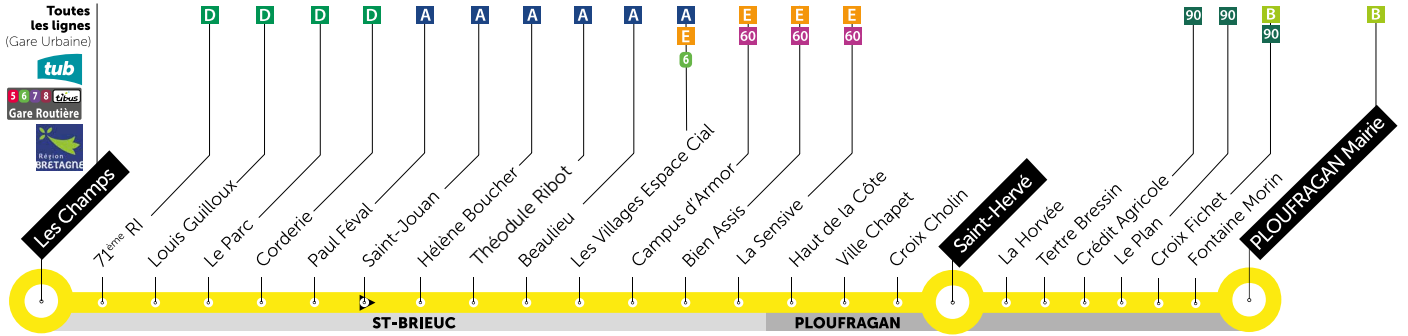 Toutes
les lignes
(Gare Urbaine)
tub
5 6 7 8 tibus
Gare Routière
Région
BRETAGNE
D
D
D
D
A
A
A
A
A
A
E
6
E
60
E
60
E
60
90
90
B
90
B
Les Champs
71ème RI
Louis Guilloux
Le Parc
Corderie
Paul Féval
Saint-Jouan
Hélène Boucher
Théodule Ribot
Beaulieu
Les Villages Espace Cial
Campus d'Armor
Bien Assis
La Sensive
Haut de la Côte
Ville Chapet
Croix Cholin
Saint-Hervé
La Horvée
Tertre Bressin
Crédit Agricole
Le Plan
Croix Fichet
Fontaine Morin
PLOUFRAGAN Mairie
ST-BRIEUC
PLOUFRAGAN